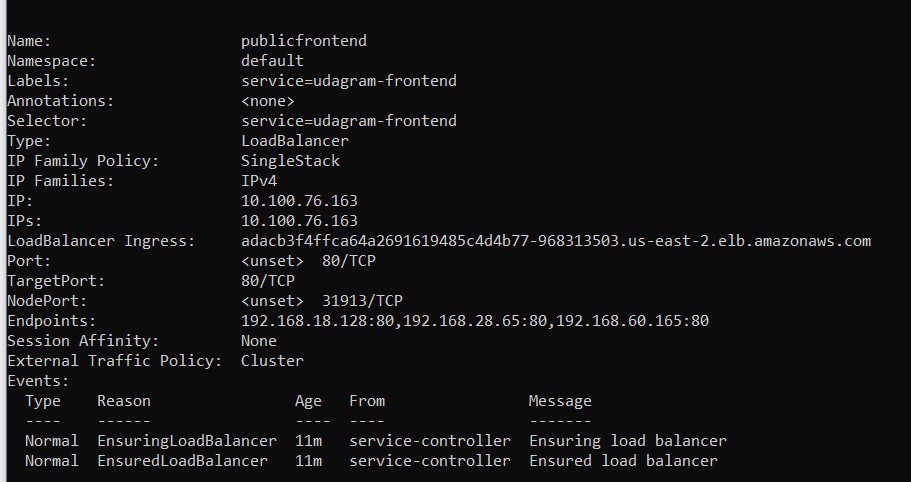 Name: publicfrontend
Namespace: default
Labels: service=udagram-frontend
Annotations: <none>
Selector: service=udagram-frontend
Type: LoadBalancer
IP Family Policy: SingleStack
IP Families: IPv4
IP: 10.100.76.163
IPs: 10.100.76.163
LoadBalancer Ingress: adacb3f4ffca64a2691619485c4d4b77-968313503.us-east-2.elb.amazonaws.com
Port: <unset> 80/TCP
TargetPort: 80/TCP
NodePort: <unset> 31913/TCP
Endpoints: 192.168.18.128:80,192.168.28.65:80,192.168.60.165:80
Session Affinity: None
External Traffic Policy: Cluster
Events:
Type Reason Age From Message
---- ------ ---- ---- -------
Normal EnsuringLoadBalancer 11m service-controller Ensuring load balancer
Normal EnsuredLoadBalancer 11m service-controller Ensured load balancer